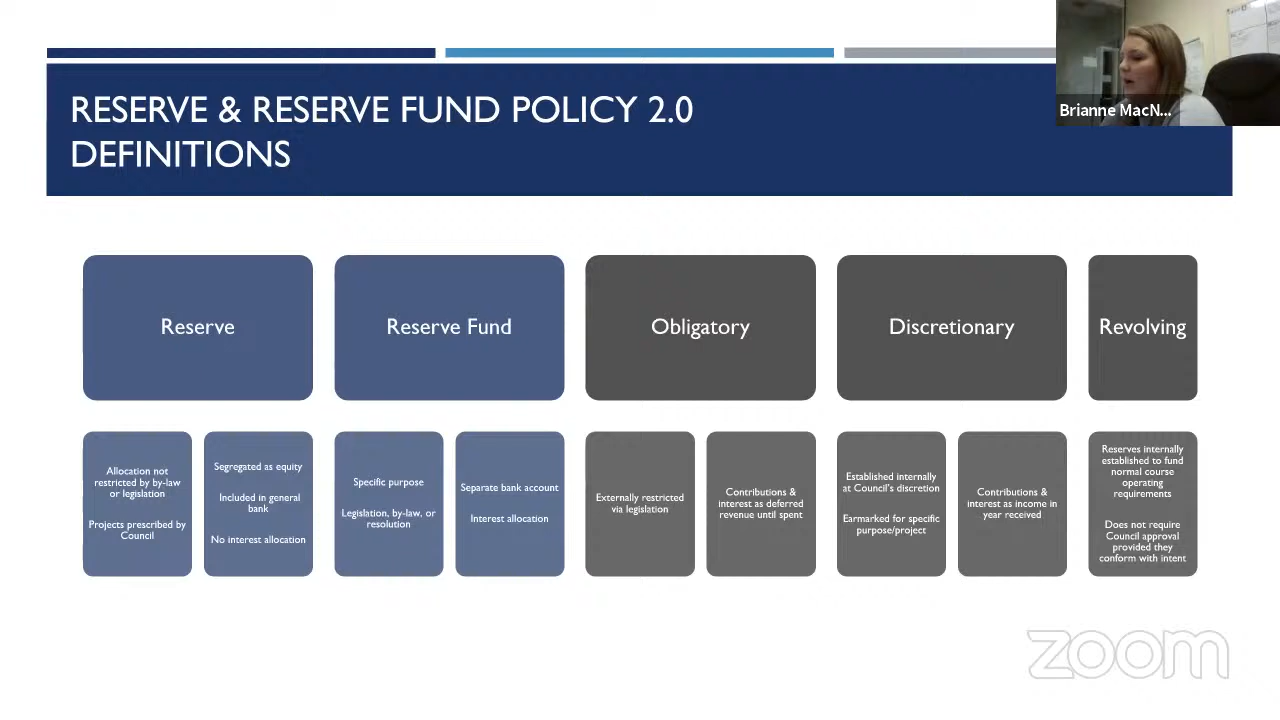 RESERVE & RESERVE FUND POLICY 2.0
DEFINITIONS
Brianne MacN...
Reserve
Reserve Fund
Obligatory
Discretionary
Revolving
Allocation not
restricted by by-law
or legislation
Projects prescribed by
Council
Segregated as equity
Included in general
bank
No interest allocation
Specific purpose
Legislation, by-law, or
resolution
Separate bank account
Interest allocation
Externally restricted
via legislation
Contributions &
interest as deferred
revenue until spent
Established internally
at Council's discretion
Earmarked for specific
purpose/project
Contributions &
interest as income in
year received
Reserves internally
established to fund
normal course
operating
requirements
Does not require
Council approval
provided they
conform with intent
zoom